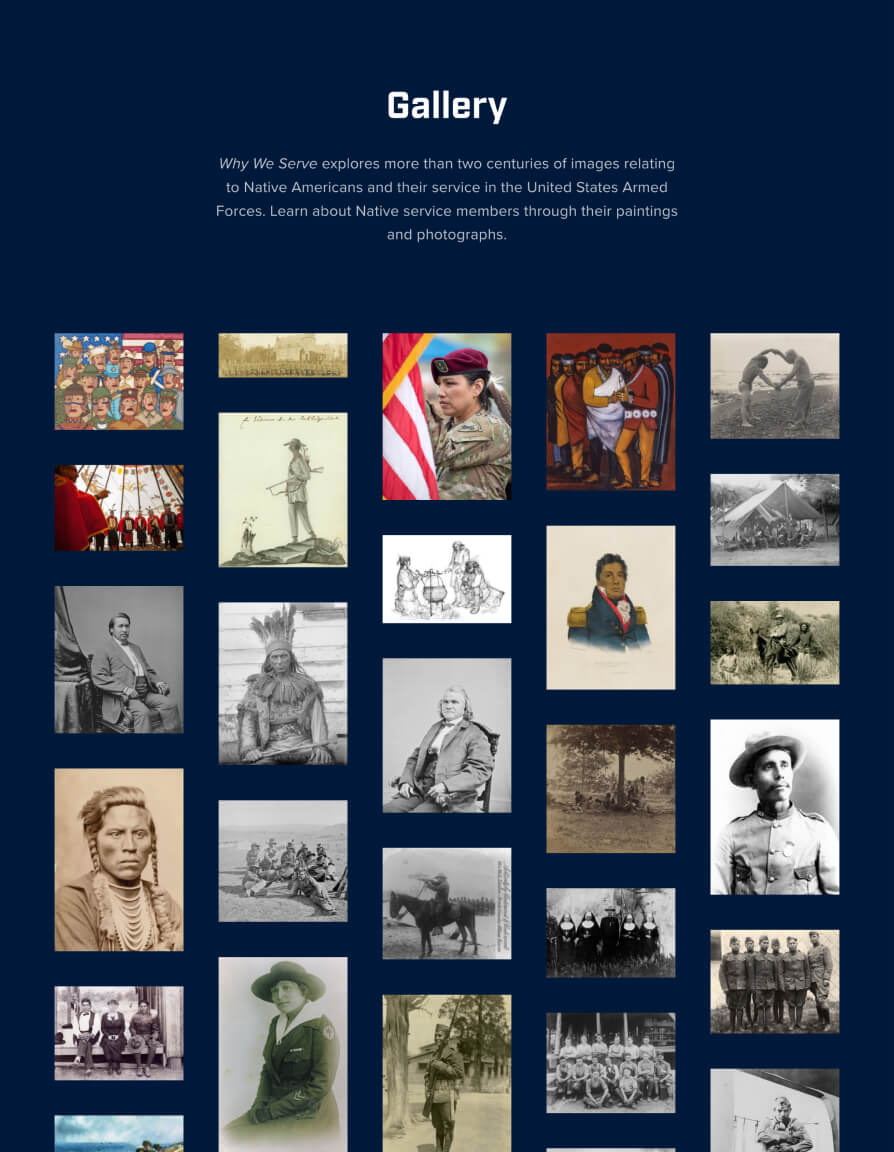 Gallery
Why We Serve explores more than two centuries of images relating
to Native Americans and their service in the United States Armed
Forces. Learn about Native service members through their paintings
and photographs.